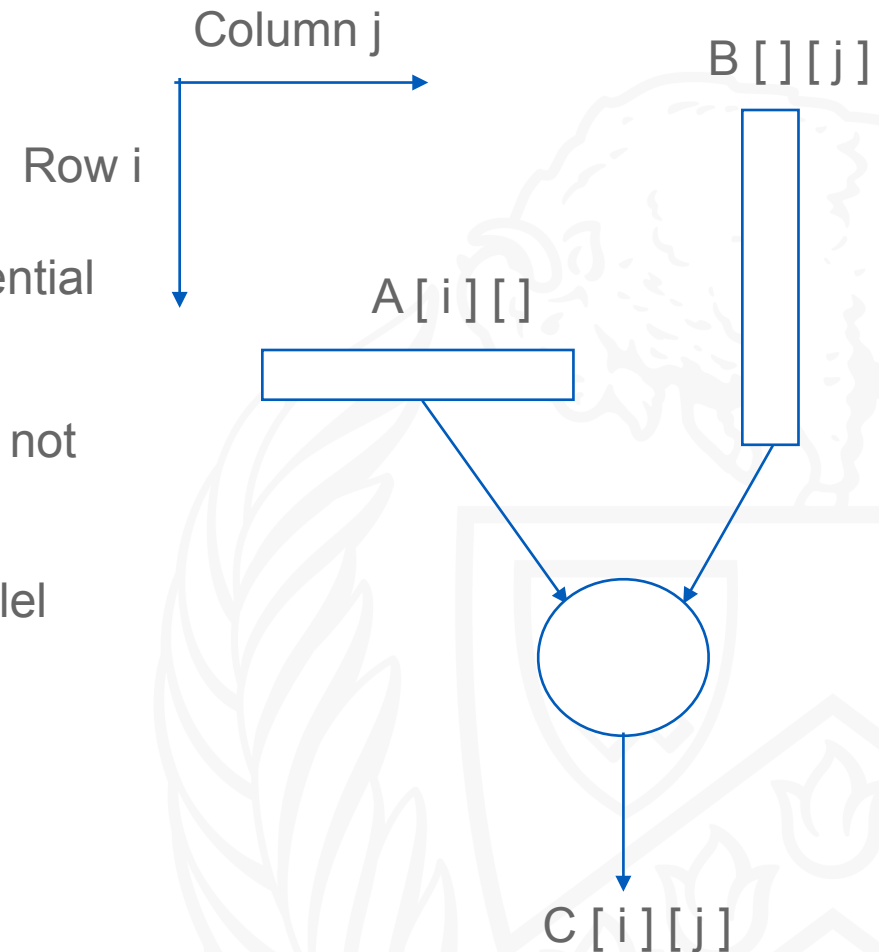 Column j
B [ ] [ j ]
Row i
ential
A [ i ] [ ]
not
lel
C [ i ] [ j ]